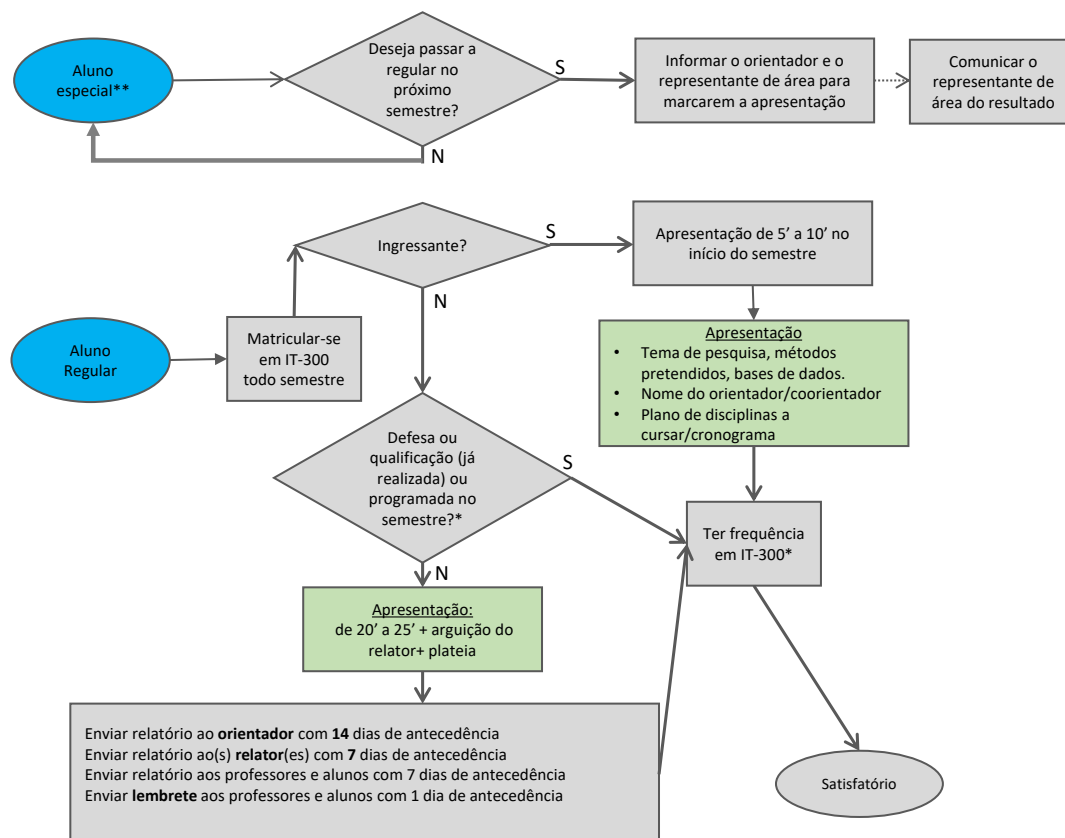 Aluno
especial**
Deseja passar a
regular no
próximo
semestre?
S
N
Informar o orientador e o
representante de área para
marcarem a apresentação
Comunicar o
representante de
área do resultado
Ingressante?
S
N
Apresentação de 5’ a 10’ no
início do semestre
Aluno
Regular
Matricular-se
em IT-300
todo semestre
Apresentação
• Tema de pesquisa, métodos
pretendidos, bases de dados.
• Nome do orientador/coorientador
• Plano de disciplinas a
cursar/cronograma
Defesa ou
qualificação (já
realizada) ou
programada no
semestre?*
S
N
Ter frequência
em IT-300*
Apresentação:
de 20’ a 25’ + arguição do
relator+ plateia
Enviar relatório ao orientador com 14 dias de antecedência
Enviar relatório ao(s) relator(es) com 7 dias de antecedência
Enviar relatório aos professores e alunos com 7 dias de antecedência
Enviar lembrete aos professores e alunos com 1 dia de antecedência
Satisfatório